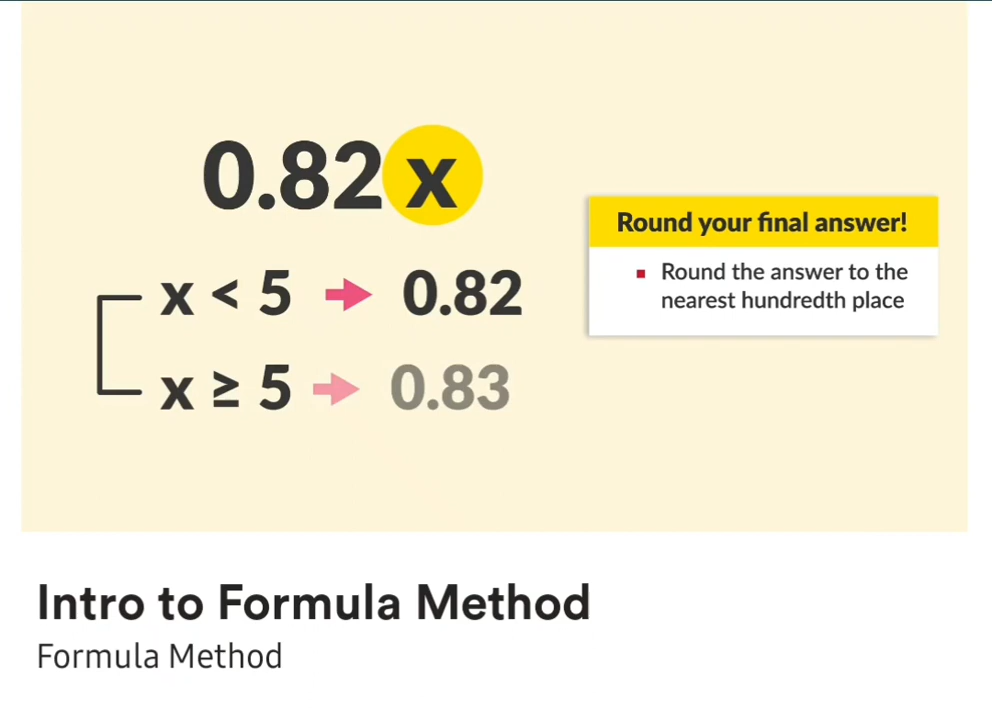 0.82x
x < 5 → 0.82
x ≥ 5 → 0.83
Round your final answer!
▪ Round the answer to the
nearest hundredth place
Intro to Formula Method
Formula Method